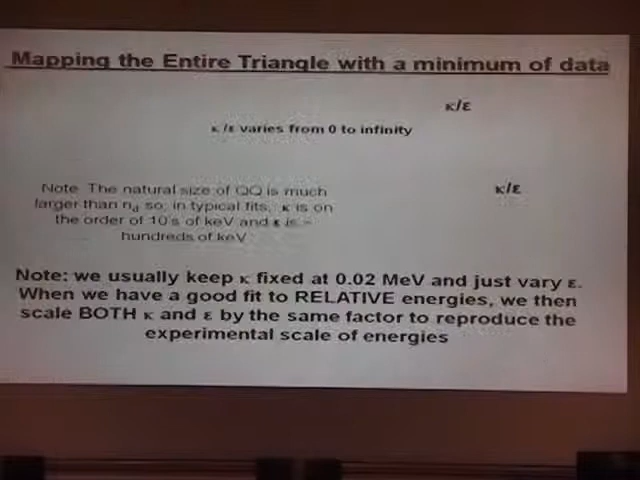 Mapping the Entire Triangle with a minimum of data
κ/ε
κ/ε varies from 0 to infinity
κ/ε
Note: The natural size of QQ is much
larger than nd so, in typical fits, κ is on
the order of 10's of keV and ε is ~
hundreds of keV
Note: we usually keep κ fixed at 0.02 MeV and just vary ε.
When we have a good fit to RELATIVE energies, we then
scale BOTH κ and ε by the same factor to reproduce the
experimental scale of energies